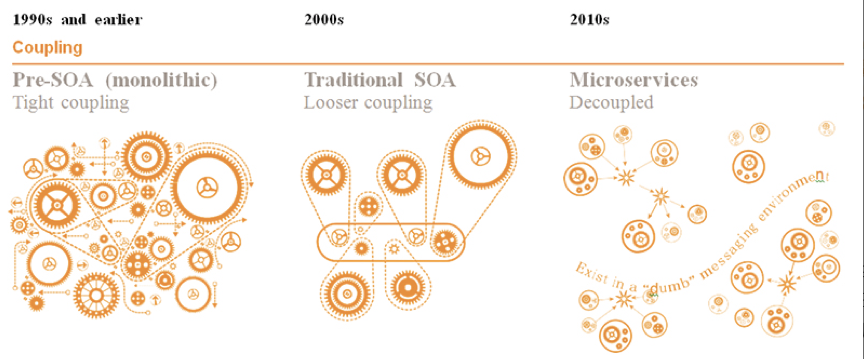 1990s and earlier
2000s
2010s
Coupling
Pre-SOA (monolithic)
Traditional SOA
Microservices
Tight coupling
Looser coupling
Decoupled
Exist in a "dumb" messaging environment